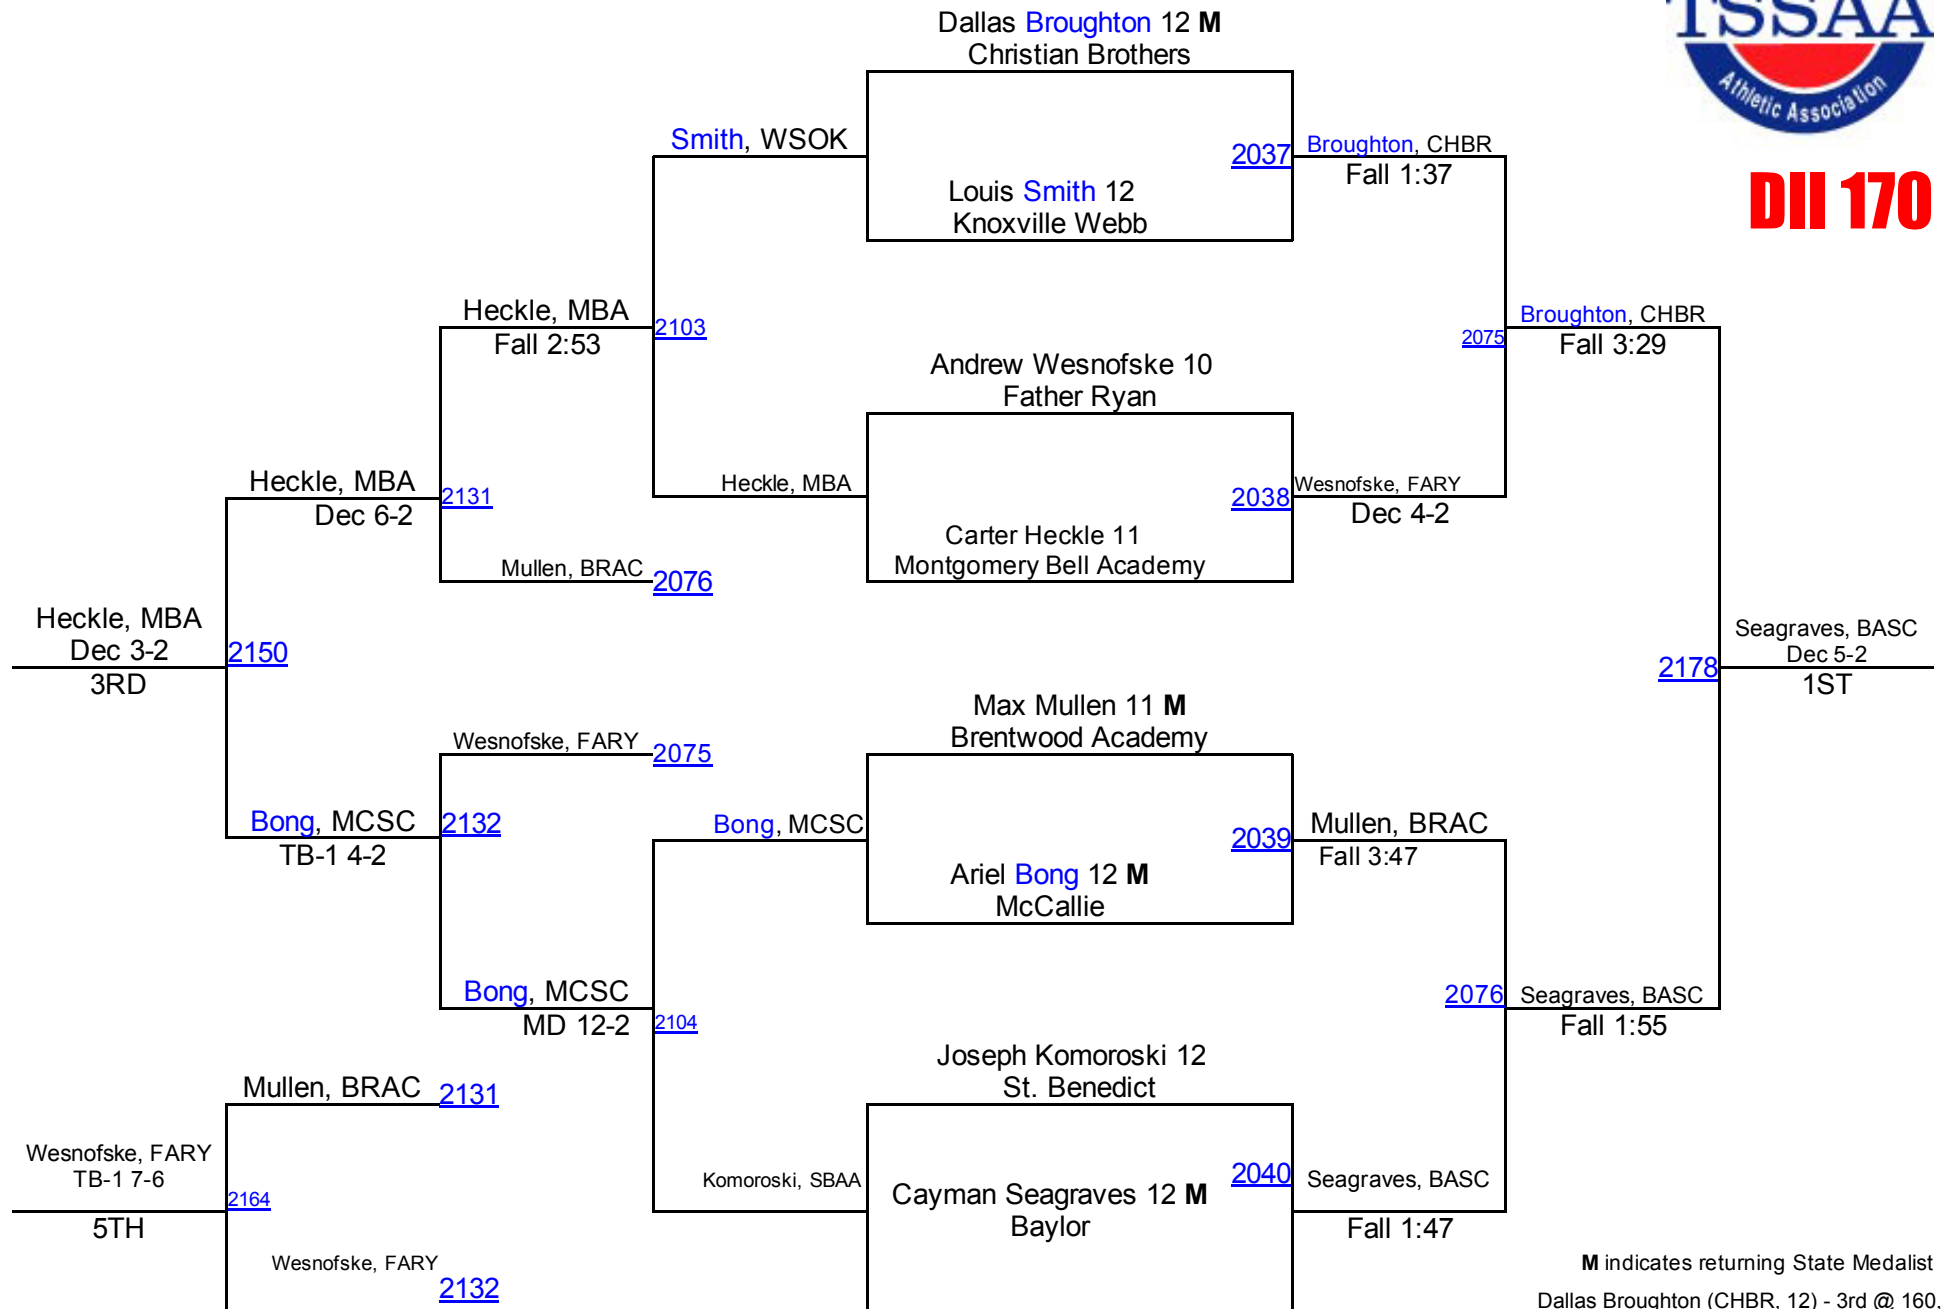 TSSAA
Athletic Association
DII 170
Dallas Broughton 12 M
Christian Brothers
Smith, WSOK
2037
Broughton, CHBR
Fall 1:37
Louis Smith 12
Knoxville Webb
Heckle, MBA
Fall 2:53
2103
2075
Broughton, CHBR
Fall 3:29
Andrew Wesnofske 10
Father Ryan
Heckle, MBA
Dec 6-2
2131
Heckle, MBA
2038
Wesnofske, FARY
Dec 4-2
Carter Heckle 11
Montgomery Bell Academy
Mullen, BRAC
2076
Heckle, MBA
Dec 3-2
3RD
2150
2178
Seagraves, BASC
Dec 5-2
1ST
Max Mullen 11 M
Brentwood Academy
Wesnofske, FARY
2075
Bong, MCSC
TB-1 4-2
2132
Bong, MCSC
2039
Mullen, BRAC
Fall 3:47
Ariel Bong 12 M
McCallie
Bong, MCSC
MD 12-2
2104
2076
Seagraves, BASC
Fall 1:55
Joseph Komoroski 12
St. Benedict
Mullen, BRAC
2131
Wesnofske, FARY
TB-1 7-6
5TH
2164
Komoroski, SBAA
2040
Seagraves, BASC
Fall 1:47
Cayman Seagraves 12 M
Baylor
Wesnofske, FARY
2132
M indicates returning State Medalist
Dallas Broughton (CHBR, 12) - 3rd @ 160,